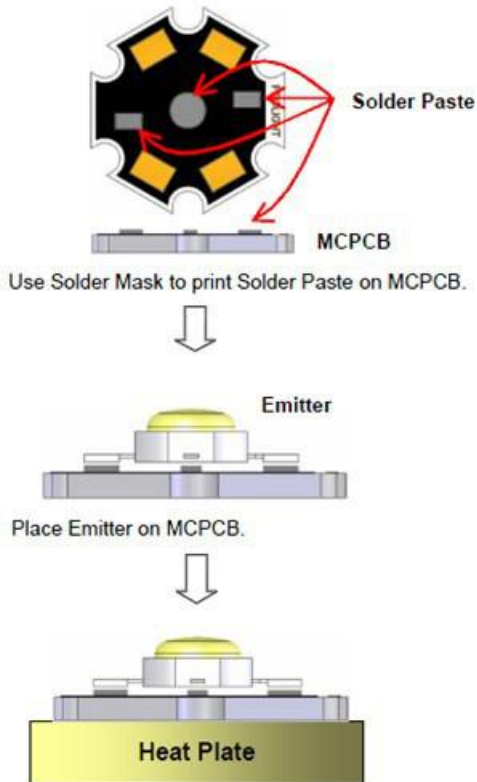 Solder Paste
MCPCB
Use Solder Mask to print Solder Paste on MCPCB.
Emitter
Place Emitter on MCPCB.
Heat Plate